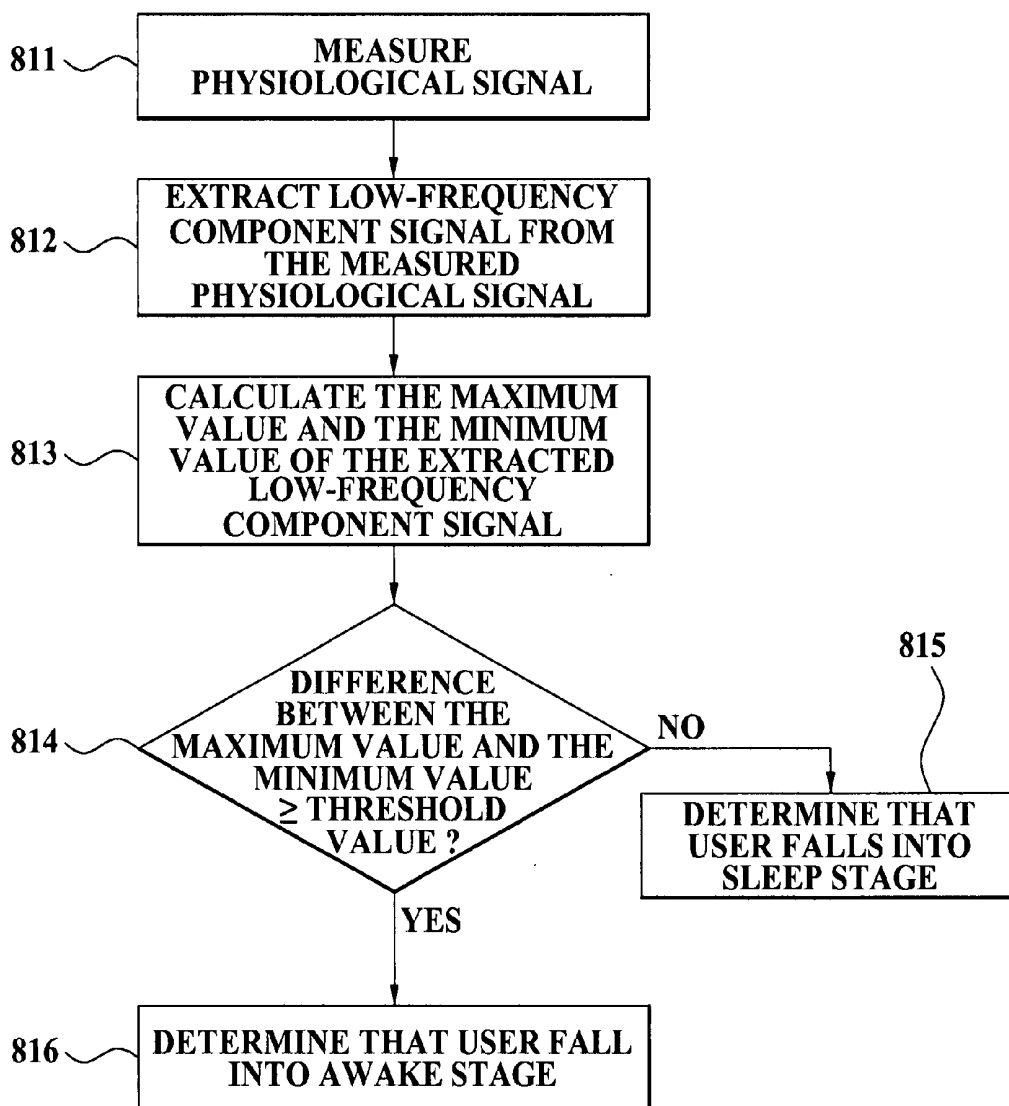 811
MEASURE
PHYSIOLOGICAL SIGNAL
812
EXTRACT LOW-FREQUENCY
COMPONENT SIGNAL FROM
THE MEASURED
PHYSIOLOGICAL SIGNAL
813
CALCULATE THE MAXIMUM
VALUE AND THE MINIMUM
VALUE OF THE EXTRACTED
LOW-FREQUENCY
COMPONENT SIGNAL
814
DIFFERENCE
BETWEEN THE
MAXIMUM VALUE AND THE
MINIMUM VALUE
≥ THRESHOLD
VALUE ?
NO
815
DETERMINE THAT
USER FALLS INTO
SLEEP STAGE
YES
816
DETERMINE THAT USER FALL
INTO AWAKE STAGE